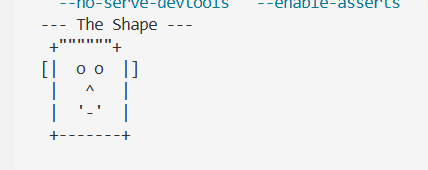 --no-serve-devtools   --enable-asserts
--- The Shape ---
 +""""""+
[|  o o  |]
 |   ^   |
 |  '-'  |
 +-------+